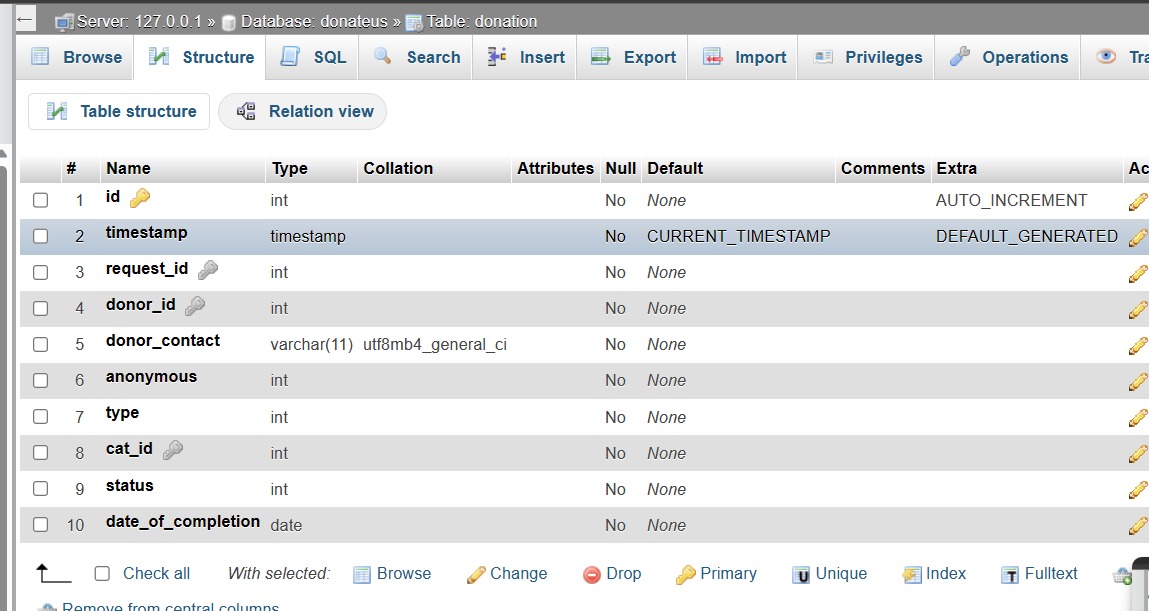 Server: 127.0.0.1 » Database: donateus » Table: donation
Browse Structure SQL Search Insert Export Import Privileges Operations Tra
Table structure Relation view
# Name Type Collation Attributes Null Default Comments Extra Ac
1 id int No None AUTO_INCREMENT
2 timestamp timestamp No CURRENT_TIMESTAMP DEFAULT_GENERATED
3 request_id int No None
4 donor_id int No None
5 donor_contact varchar(11) utf8mb4_general_ci No None
6 anonymous int No None
7 type int No None
8 cat_id int No None
9 status int No None
10 date_of_completion date No None
Check all With selected: Browse Change Drop Primary Unique Index Fulltext
Remove from central columns